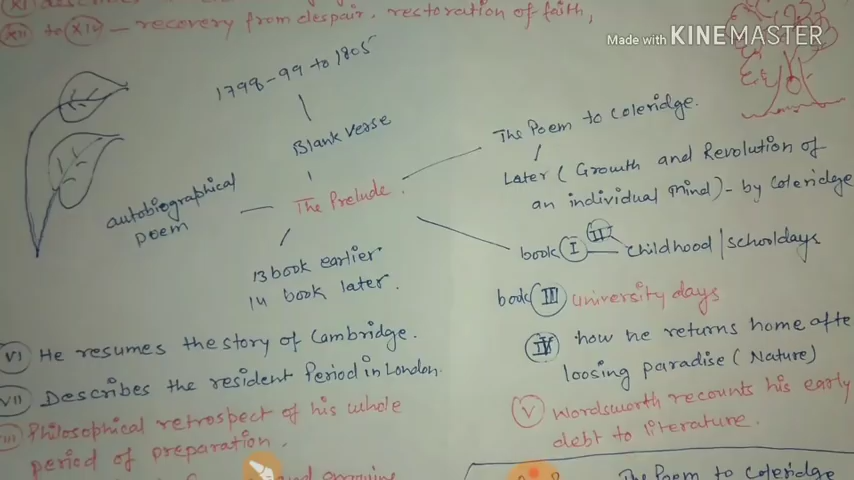 XII to XIV - recovery from despair, restoration of faith,
Made with KINEMASTER
1798-99 to 1805
Blank verse
The Prelude.
autobiographical
poem
13 book earlier
14 book later.
The Poem to Coleridge.
Later (Growth and Revolution of
an individual mind) - by Coleridge
book I II childhood/schooldays
book III university days
IV how he returns home afte
loosing paradise (Nature)
V Wordsworth recounts his early
debt to literature.
VI He resumes the story of Cambridge.
VII Describes the resident Period in London.
III Philosophical retrospect of his whole
period of preparation.
and
The Poem to Coleridge